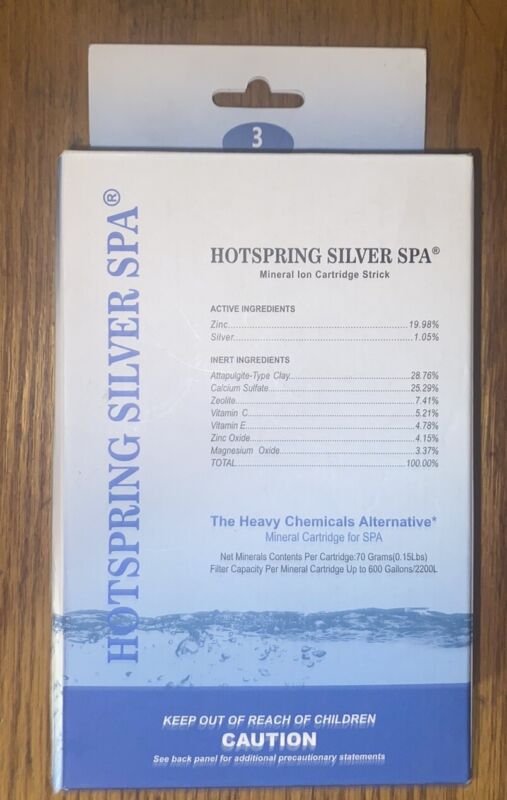 3
HOTSPRING SILVER SPA®
HOTSPRING SILVER SPA®
Mineral Ion Cartridge Strick
ACTIVE INGREDIENTS
Zinc....................................................19.98%
Silver...................................................1.05%
INERT INGREDIENTS
Attapulgite-Type Clay...............................28.76%
Calcium Sulfate.....................................25.29%
Zeolite..................................................7.41%
Vitamin C...............................................5.21%
Vitamin E...............................................4.78%
Zinc Oxide..............................................4.15%
Magnesium Oxide...................................3.37%
TOTAL.................................................100.00%
The Heavy Chemicals Alternative*
Mineral Cartridge for SPA
Net Minerals Contents Per Cartridge:70 Grams(0.15Lbs)
Filter Capacity Per Mineral Cartridge Up to 600 Gallons/2200L
KEEP OUT OF REACH OF CHILDREN
CAUTION
See back panel for additional precautionary statements